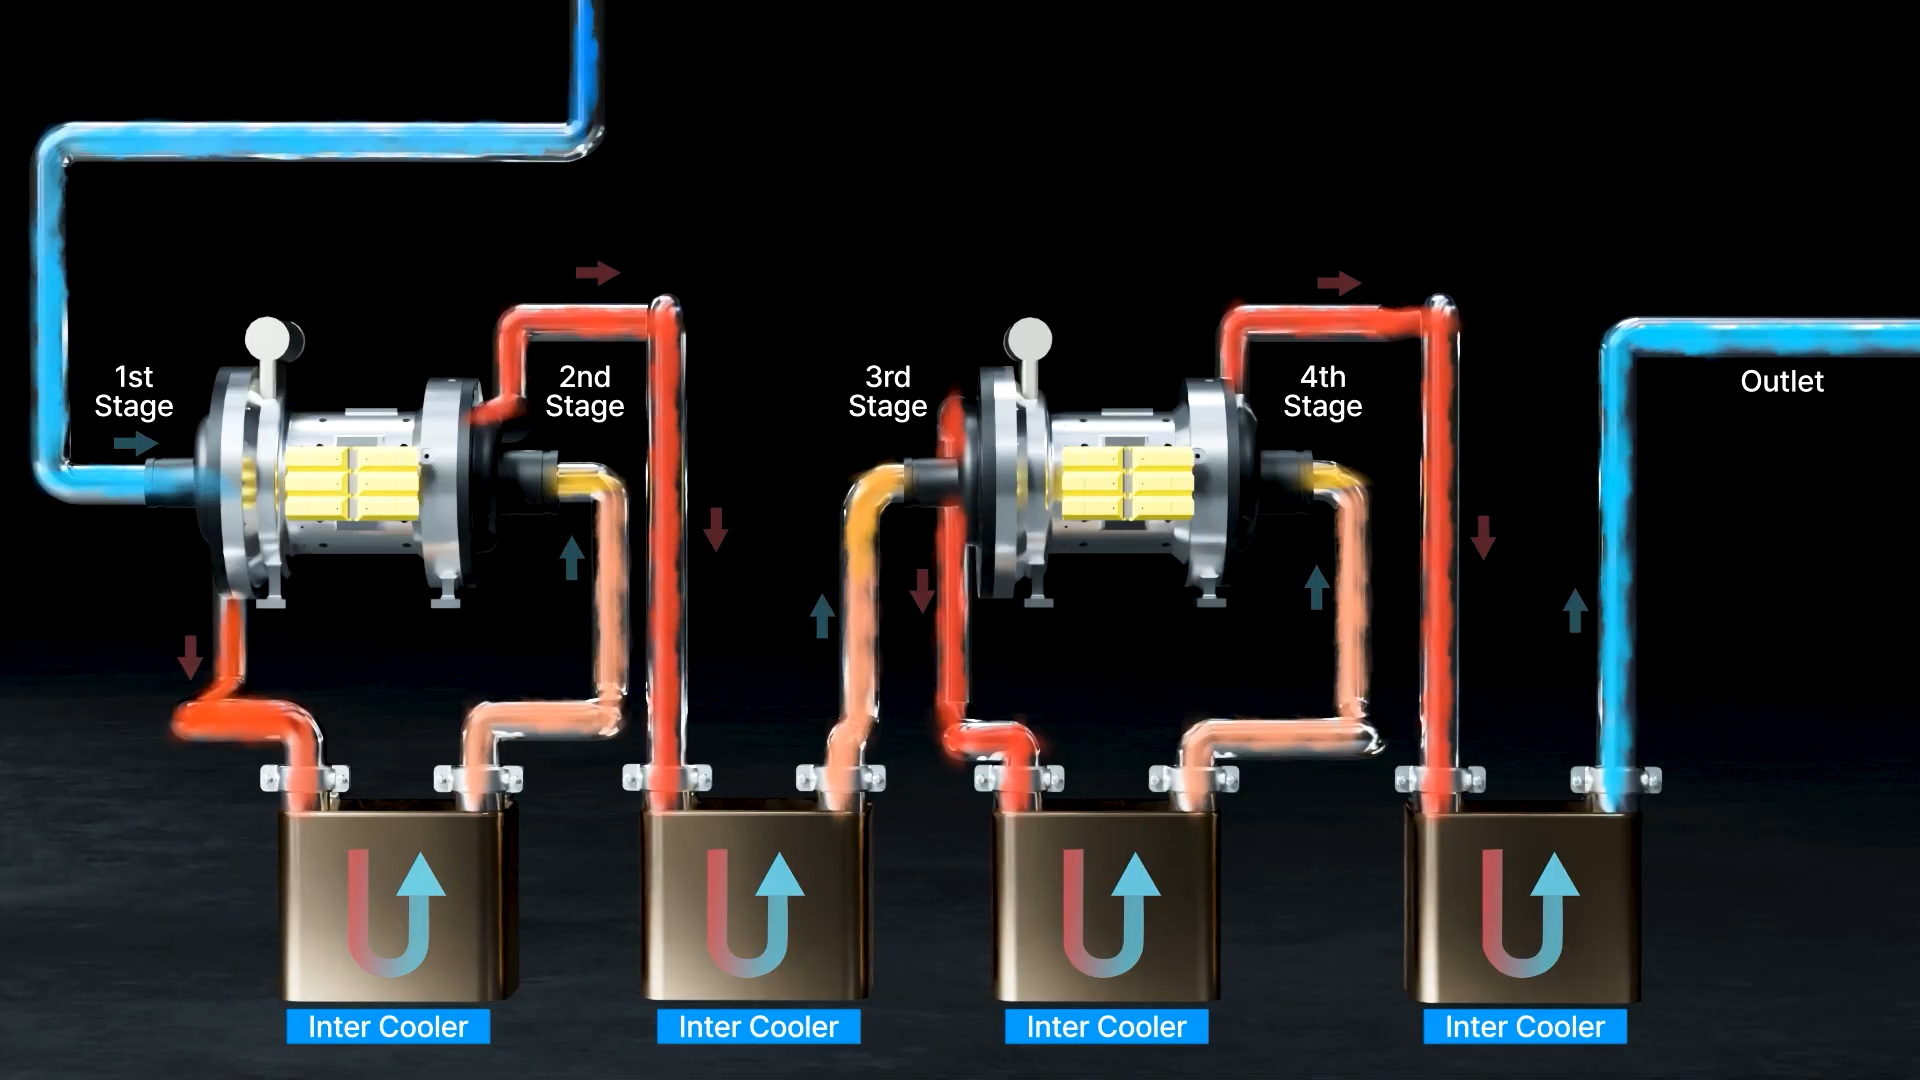 1st
Stage
2nd
Stage
3rd
Stage
4th
Stage
Outlet
Inter Cooler
Inter Cooler
Inter Cooler
Inter Cooler